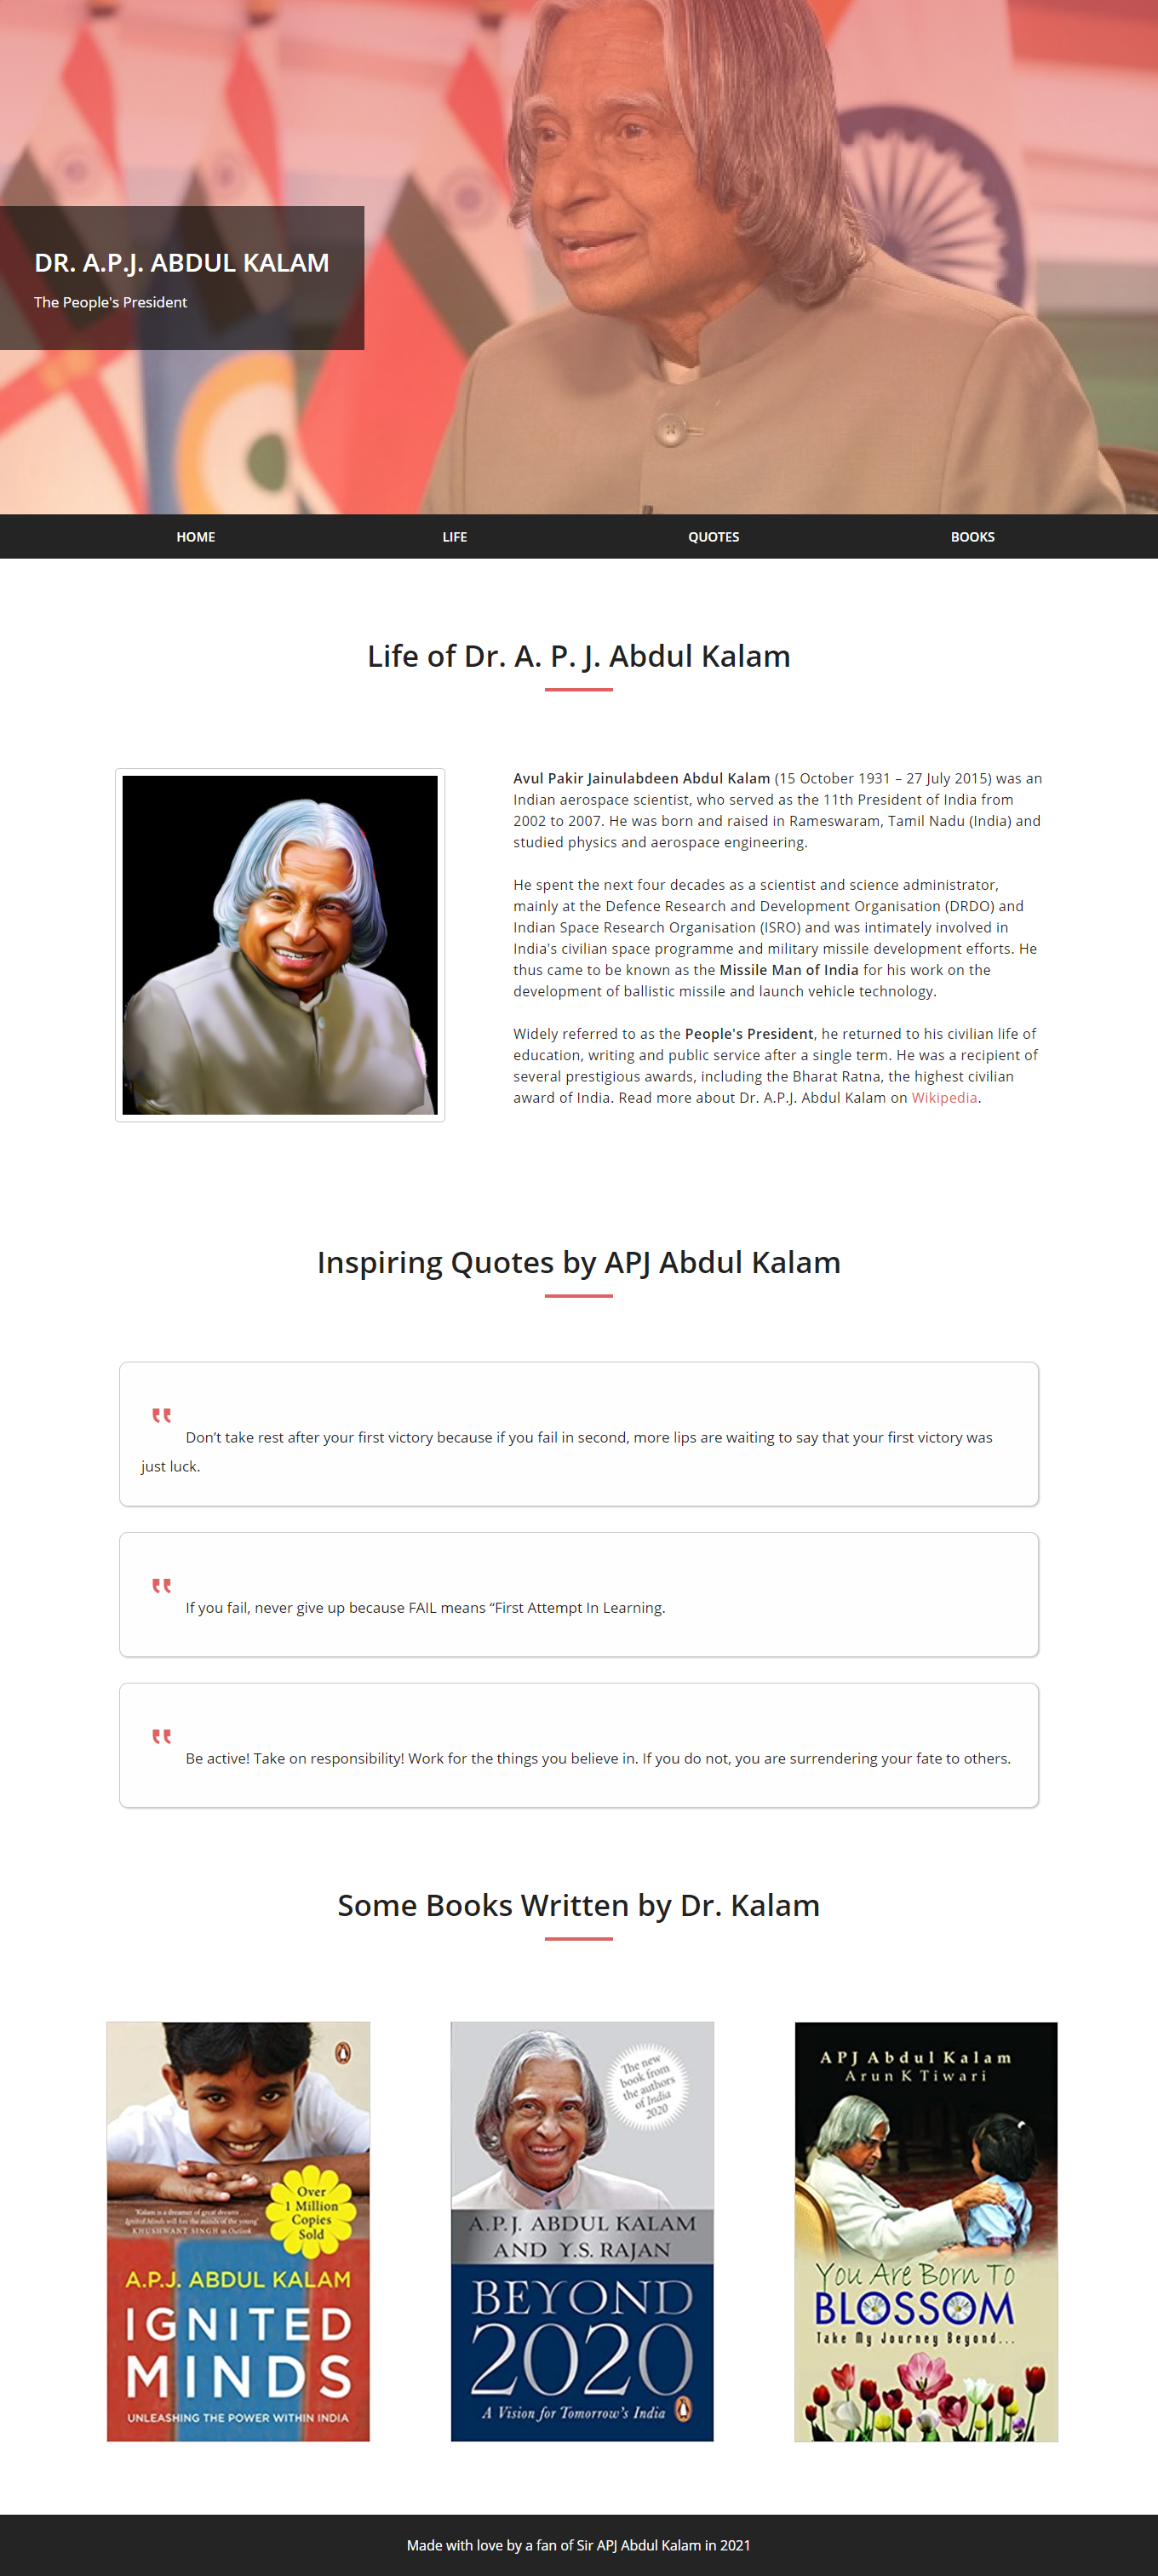 DR. A.P.J. ABDUL KALAM
The People's President
HOME LIFE QUOTES BOOKS
Life of Dr. A. P. J. Abdul Kalam
Avul Pakir Jainulabdeen Abdul Kalam (15 October 1931 – 27 July 2015) was an
Indian aerospace scientist, who served as the 11th President of India from
2002 to 2007. He was born and raised in Rameswaram, Tamil Nadu (India) and
studied physics and aerospace engineering.
He spent the next four decades as a scientist and science administrator,
mainly at the Defence Research and Development Organisation (DRDO) and
Indian Space Research Organisation (ISRO) and was intimately involved in
India's civilian space programme and military missile development efforts. He
thus came to be known as the Missile Man of India for his work on the
development of ballistic missile and launch vehicle technology.
Widely referred to as the People's President, he returned to his civilian life of
education, writing and public service after a single term. He was a recipient of
several prestigious awards, including the Bharat Ratna, the highest civilian
award of India. Read more about Dr. A.P.J. Abdul Kalam on Wikipedia.
Inspiring Quotes by APJ Abdul Kalam
Don’t take rest after your first victory because if you fail in second, more lips are waiting to say that your first victory was
just luck.
If you fail, never give up because FAIL means “First Attempt In Learning.
Be active! Take on responsibility! Work for the things you believe in. If you do not, you are surrendering your fate to others.
Some Books Written by Dr. Kalam
Over
1 Million
Copies
Sold
'Kalam is a dreamer of great dreams . . .
Ignited Minds will fire the minds of the young'
KHUSHWANT SINGH in Outlook
A.P.J. ABDUL KALAM
IGNITED
MINDS
UNLEASHING THE POWER WITHIN INDIA
The new
book from
the authors
of India
2020
A.P.J. ABDUL KALAM
AND Y.S. RAJAN
BEYOND
2020
A Vision for Tomorrow's India
APJ Abdul Kalam
Arun K Tiwari
You Are Born To
BLOSSOM
Take My Journey Beyond...
Made with love by a fan of Sir APJ Abdul Kalam in 2021